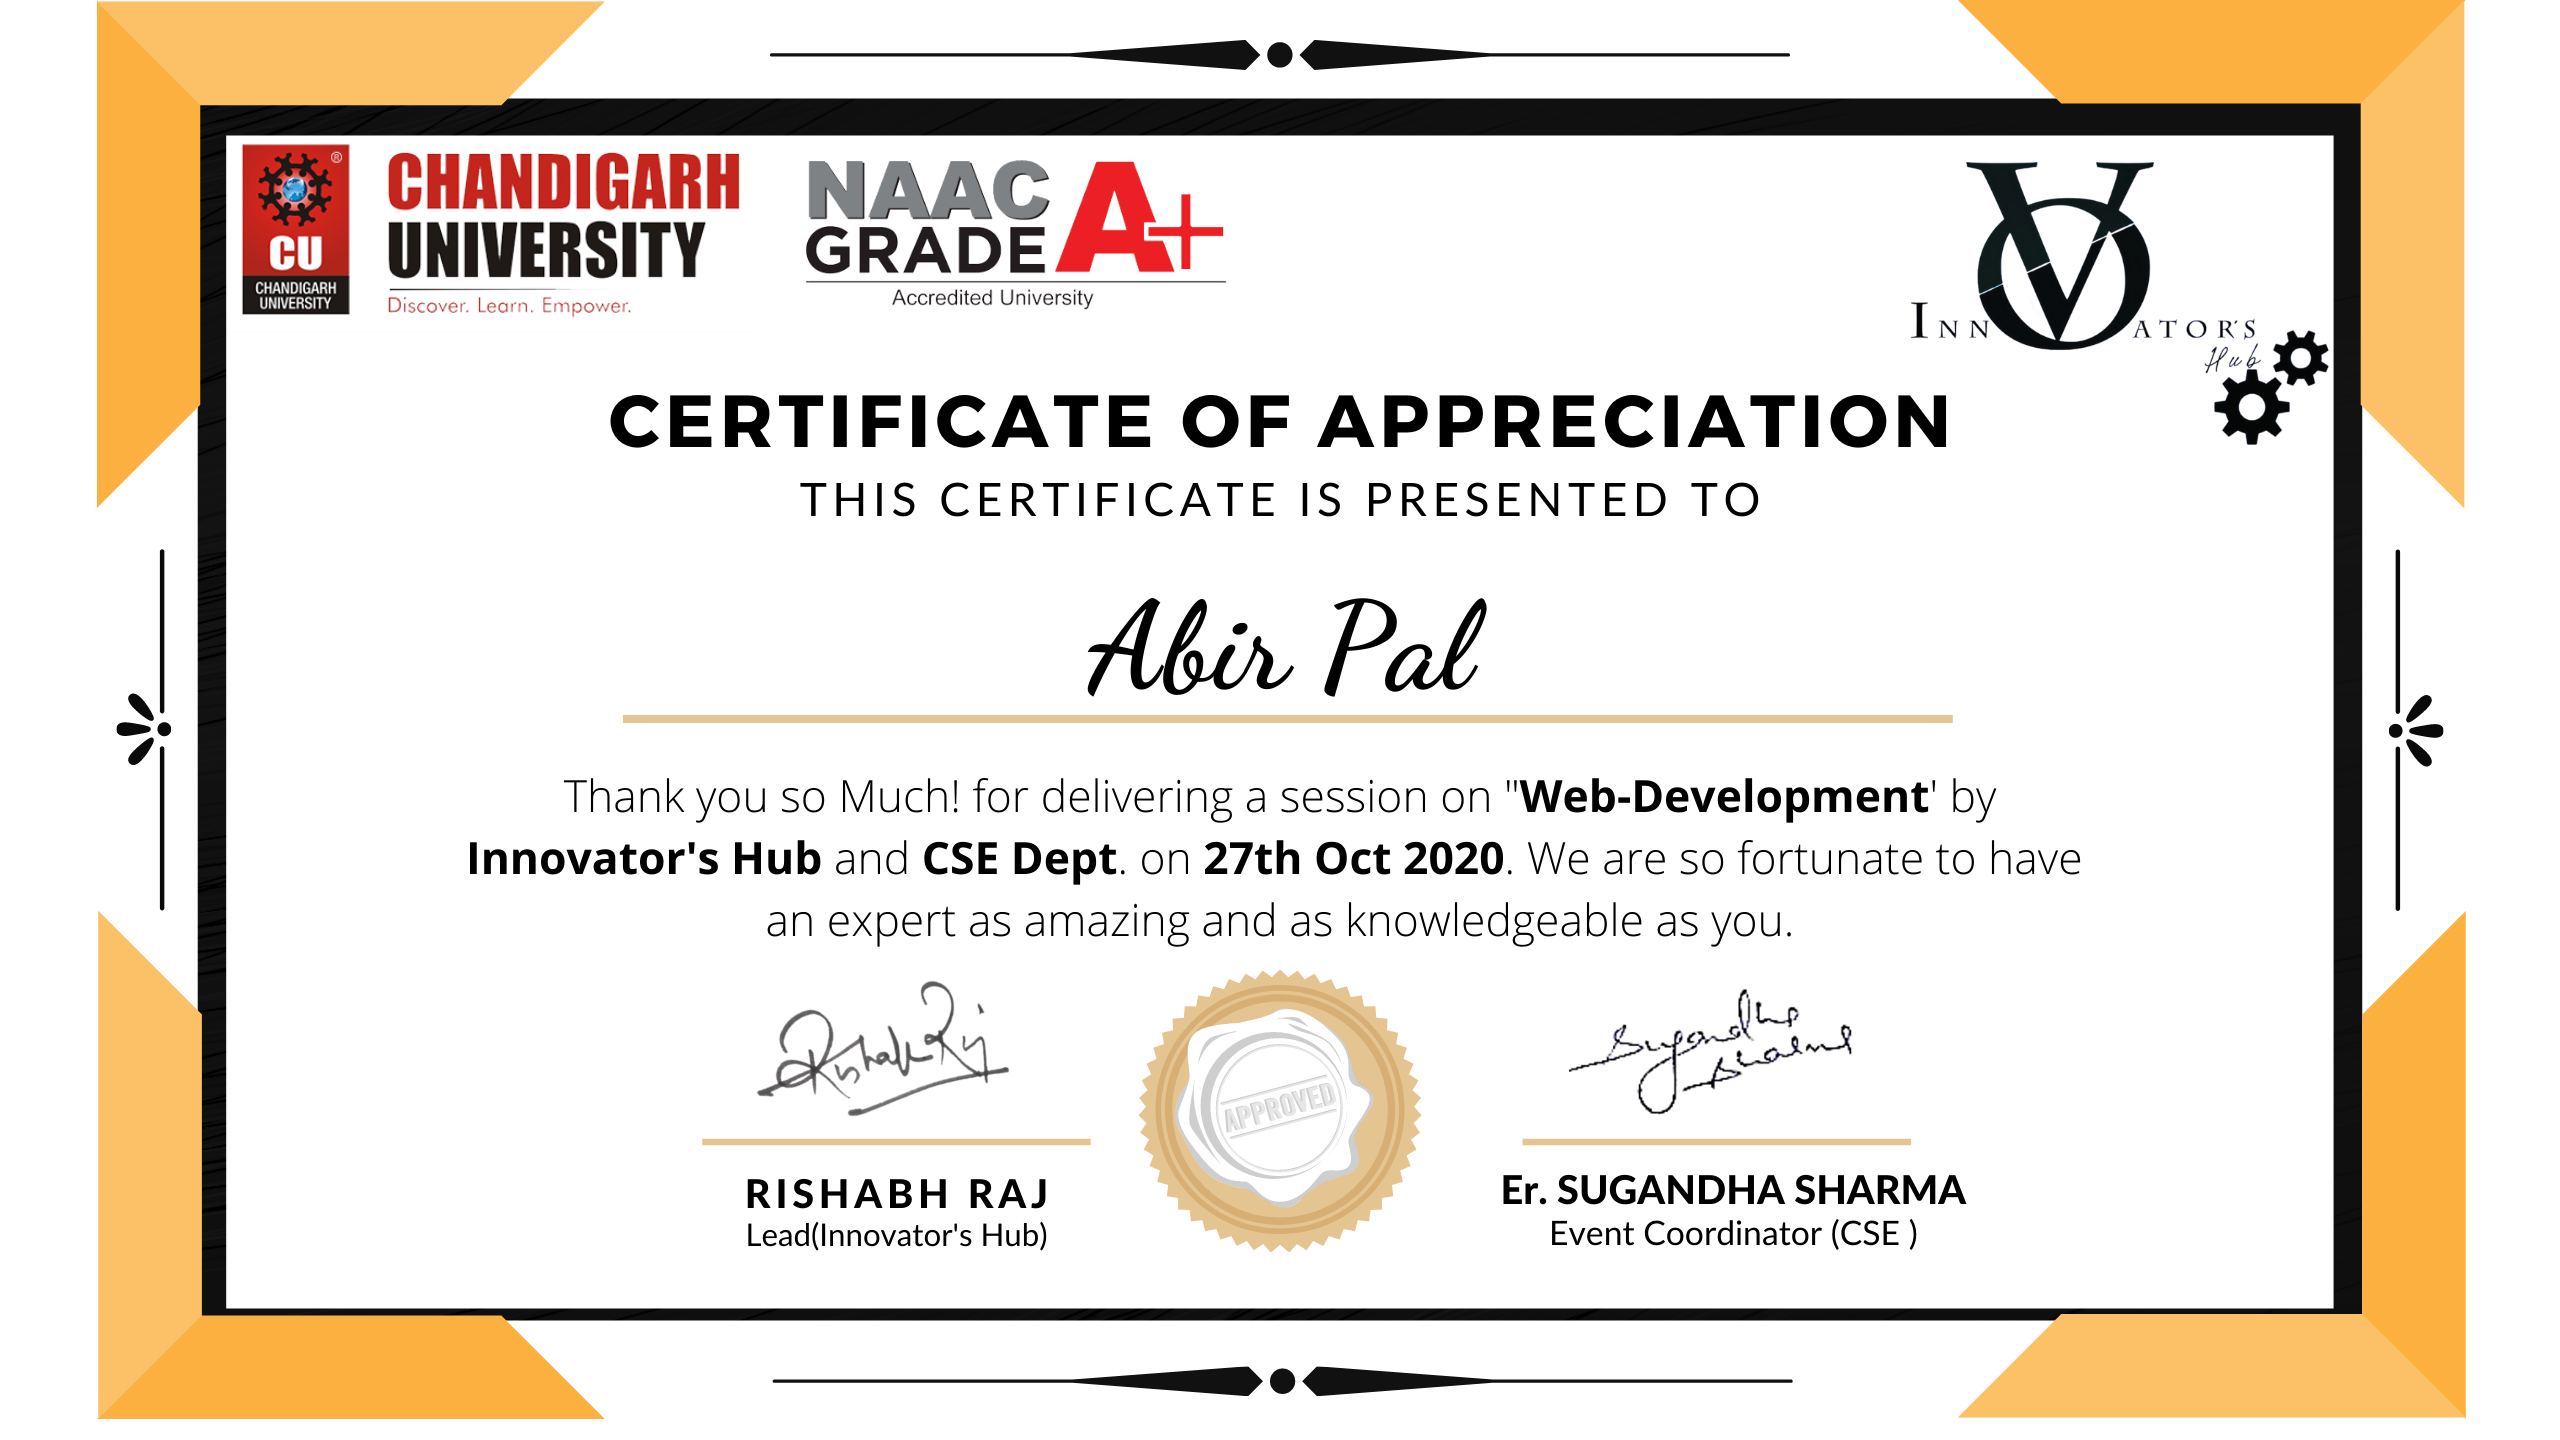 CU
CHANDIGARH
UNIVERSITY
®
CHANDIGARH
UNIVERSITY
Discover. Learn. Empower.
NAAC
GRADE A+
Accredited University
INNOVATOR'S
Hub
CERTIFICATE OF APPRECIATION
THIS CERTIFICATE IS PRESENTED TO
Abir Pal
Thank you so Much! for delivering a session on "Web-Development' by
Innovator's Hub and CSE Dept. on 27th Oct 2020. We are so fortunate to have
an expert as amazing and as knowledgeable as you.
Rishabh Raj
Sugandha
Sharma
APPROVED
RISHABH RAJ
Lead(Innovator's Hub)
Er. SUGANDHA SHARMA
Event Coordinator (CSE )